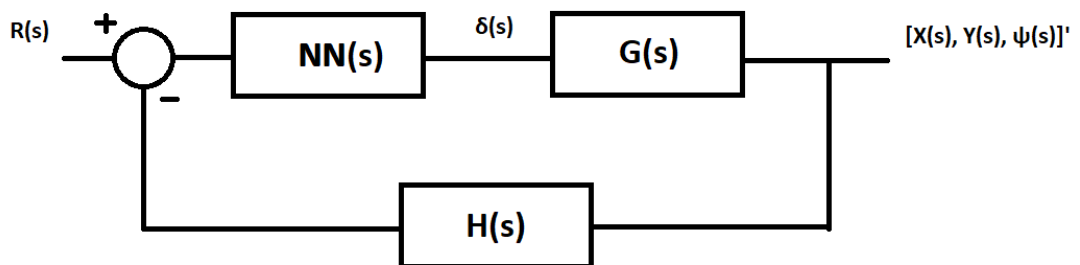 R(s)
+
NN(s)
δ(s)
G(s)
[X(s), Y(s), ψ(s)]'
−
H(s)